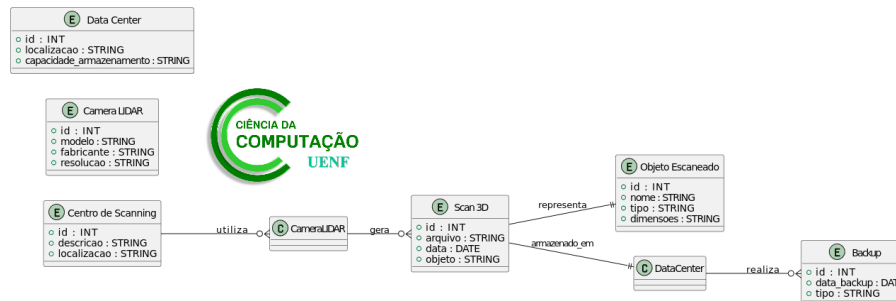 E Data Center
id : INT
localizacao : STRING
capacidade_armazenamento : STRING
E Camera LIDAR
id : INT
modelo : STRING
fabricante : STRING
resolucao : STRING
CIÊNCIA DA
COMPUTAÇÃO
UENF
E Centro de Scanning
id : INT
descricao : STRING
localizacao : STRING
utiliza
C CameraLIDAR
gera
E Scan 3D
id : INT
arquivo : STRING
data : DATE
objeto : STRING
representa
armazenado_em
E Objeto Escaneado
id : INT
nome : STRING
tipo : STRING
dimensoes : STRING
C DataCenter
realiza
E Backup
id : INT
data_backup : DAT
tipo : STRING